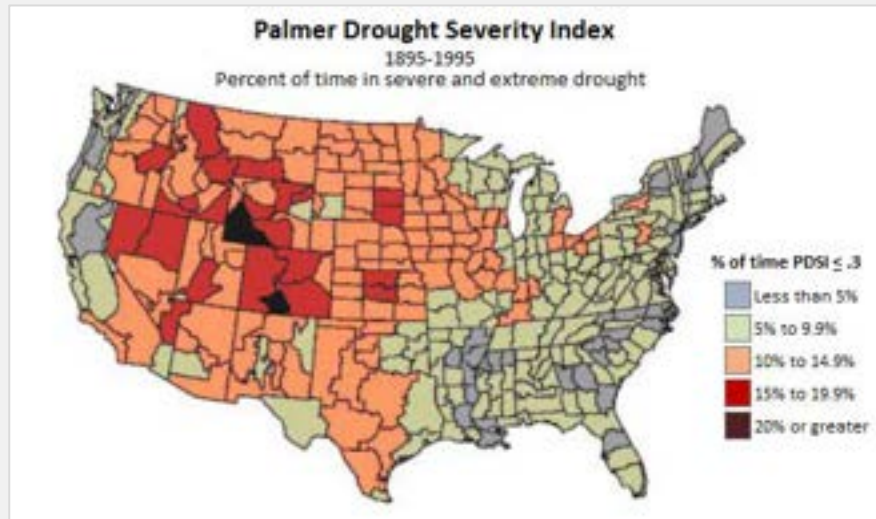 Palmer Drought Severity Index
1895-1995
Percent of time in severe and extreme drought
% of time PDSI ≤ .3
Less than 5%
5% to 9.9%
10% to 14.9%
15% to 19.9%
20% or greater